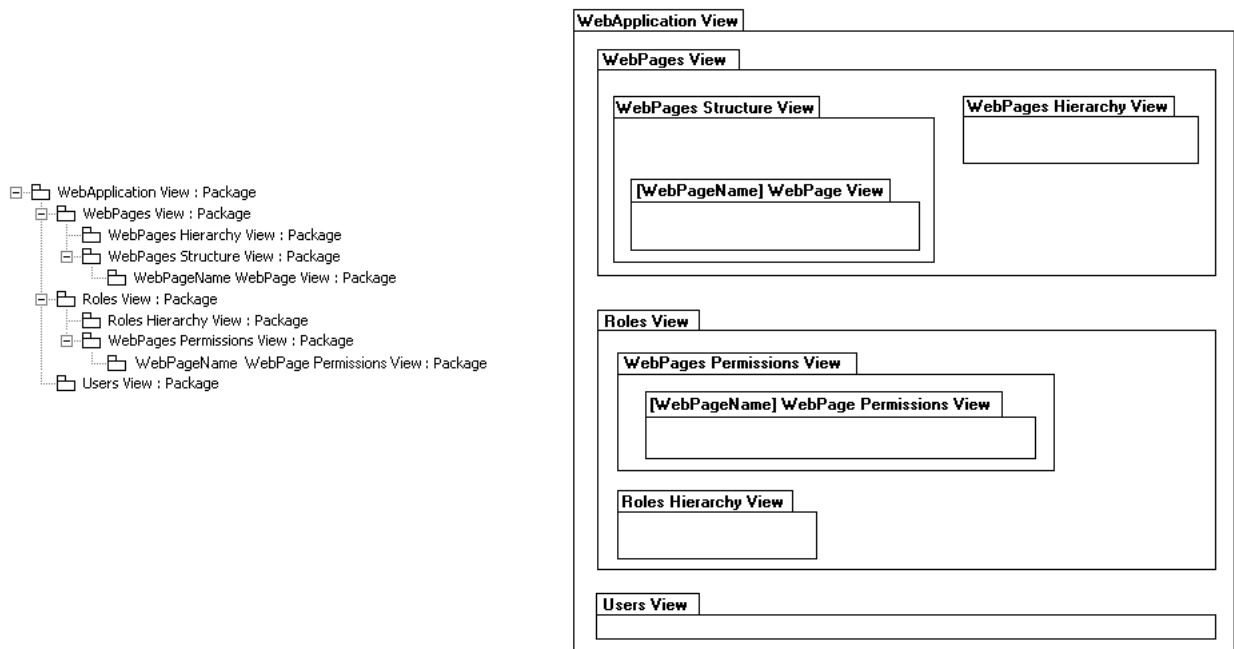 WebApplication View : Package
WebPages View : Package
WebPages Hierarchy View : Package
WebPages Structure View : Package
WebPageName WebPage View : Package
Roles View : Package
Roles Hierarchy View : Package
WebPages Permissions View : Package
WebPageName WebPage Permissions View : Package
Users View : Package
WebApplication View
WebPages View
WebPages Structure View
WebPages Hierarchy View
[WebPageName] WebPage View
Roles View
WebPages Permissions View
[WebPageName] WebPage Permissions View
Roles Hierarchy View
Users View